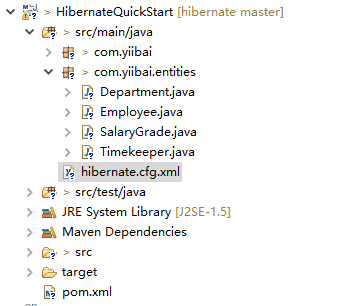 > HibernateQuickStart [hibernate master]
> src/main/java
> com.yiibai
> com.yiibai.entities
Department.java
Employee.java
SalaryGrade.java
Timekeeper.java
hibernate.cfg.xml
> src/test/java
JRE System Library [J2SE-1.5]
Maven Dependencies
> src
target
pom.xml